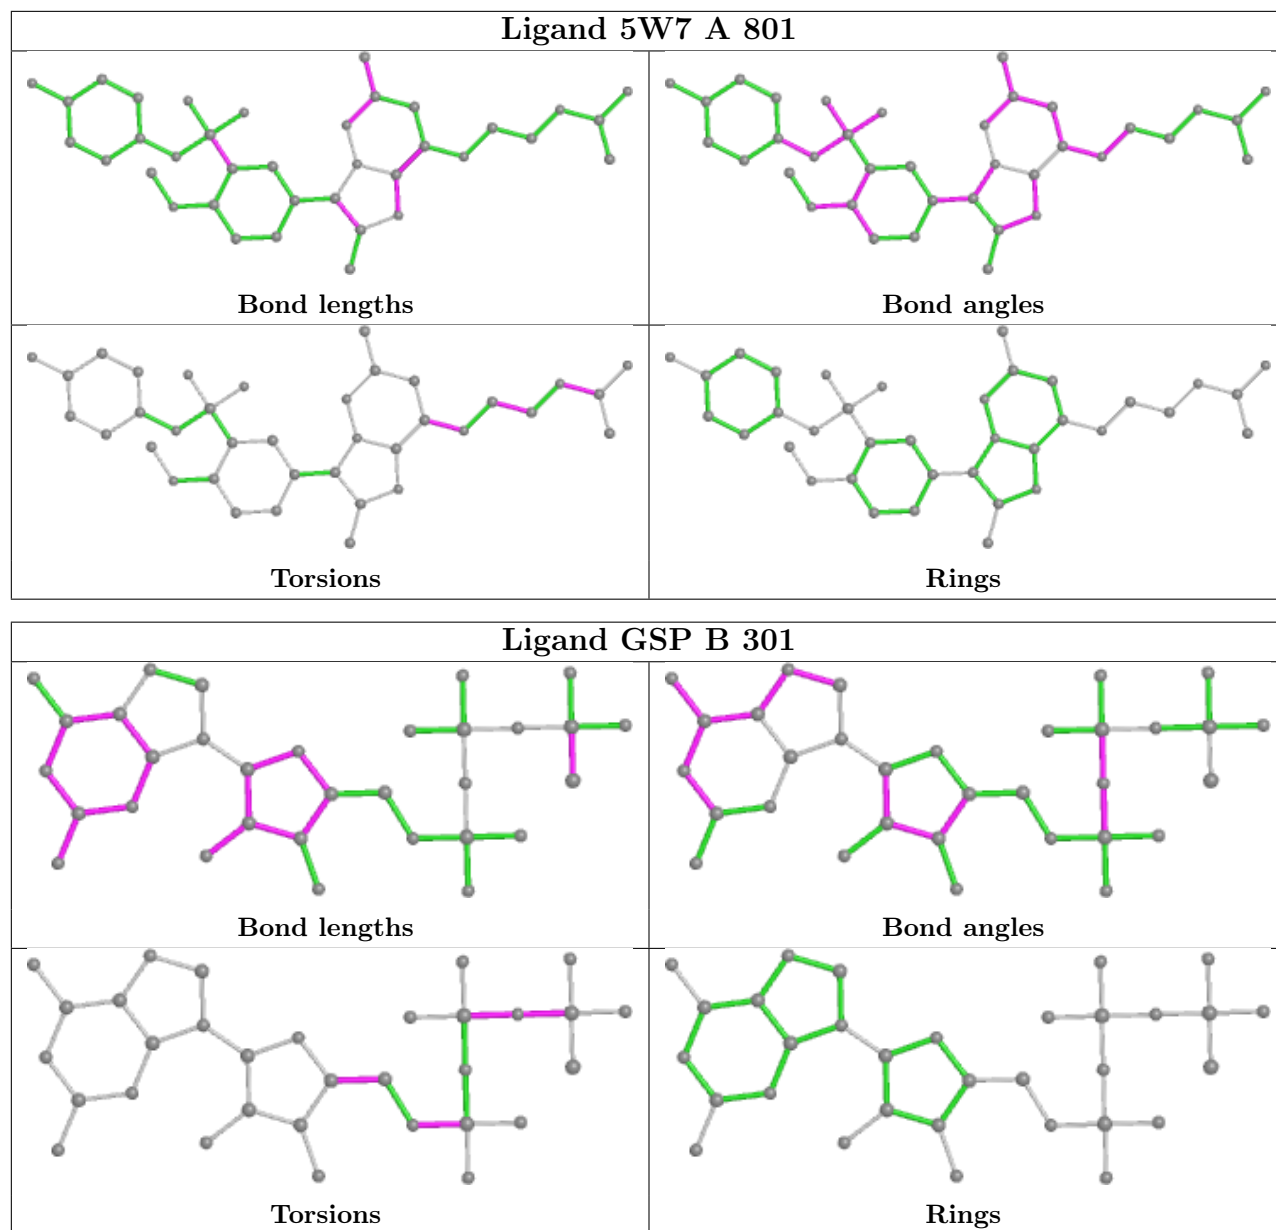 Ligand 5W7 A 801
Bond lengths
Bond angles
Torsions
Rings
Ligand GSP B 301
Bond lengths
Bond angles
Torsions
Rings